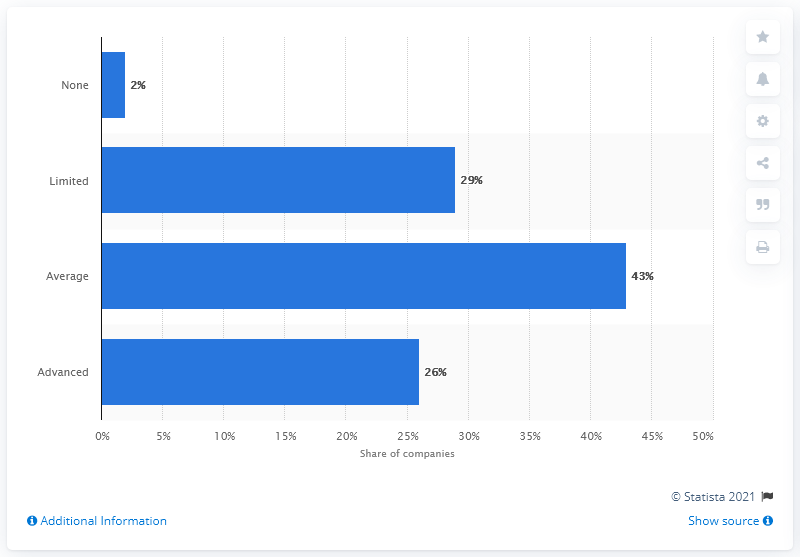 None 2%
Limited 29%
Average 43%
Advanced 26%
0% 5% 10% 15% 20% 25% 30% 35% 40% 45% 50%
Share of companies
© Statista 2021
Additional Information Show source